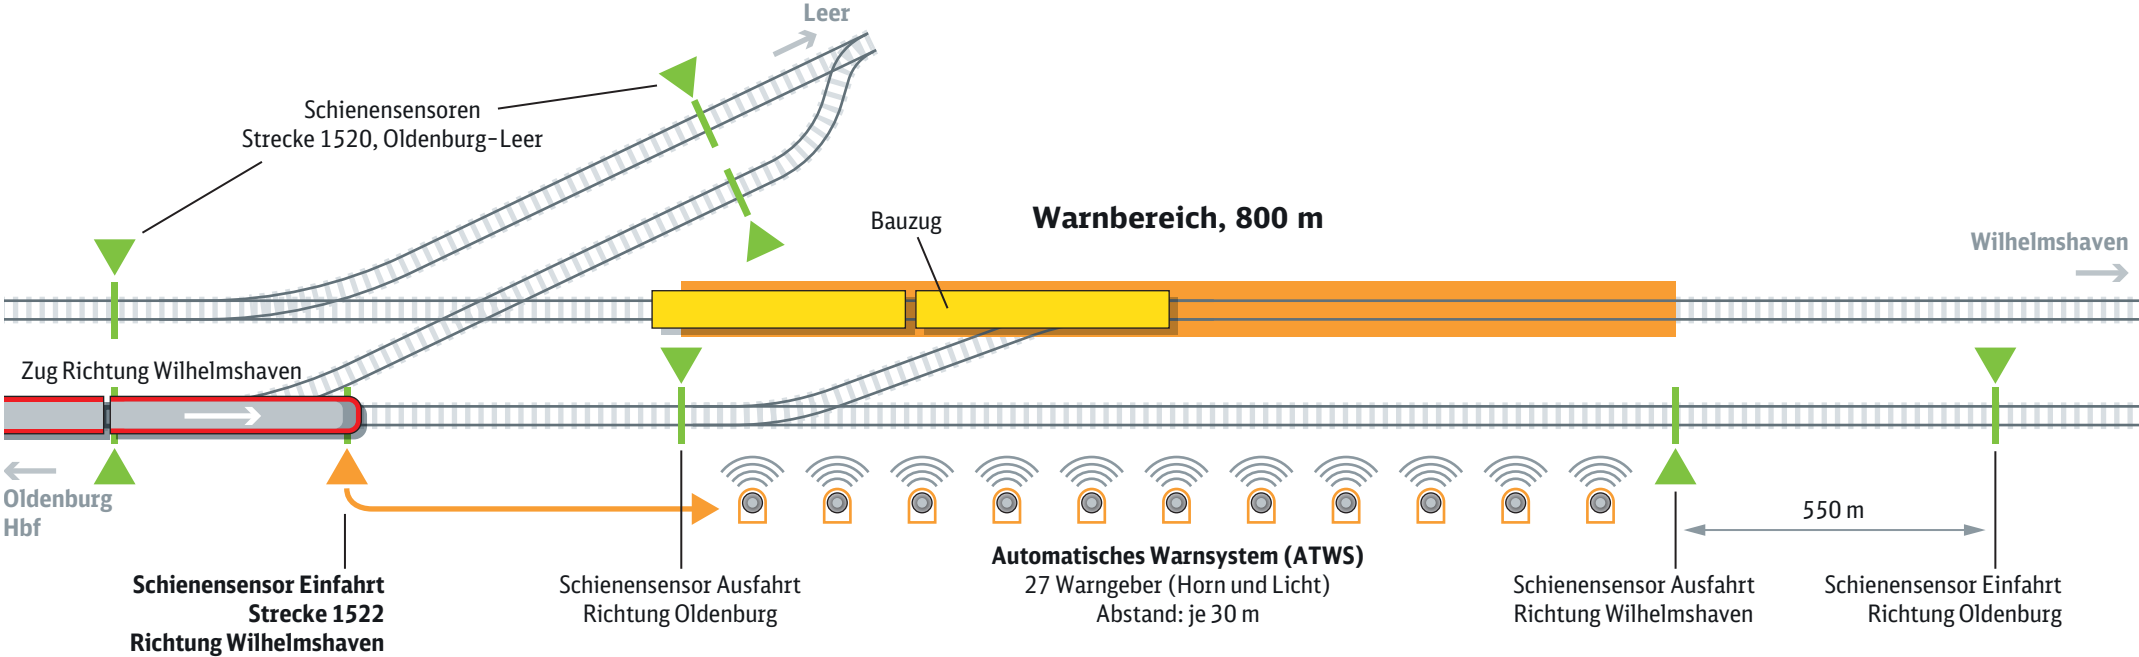 Leer
Schienensensoren
Strecke 1520, Oldenburg-Leer
Bauzug
Warnbereich, 800 m
Wilhelmshaven
Zug Richtung Wilhelmshaven
Oldenburg
Hbf
550 m
Schienensensor Einfahrt
Strecke 1522
Richtung Wilhelmshaven
Schienensensor Ausfahrt
Richtung Oldenburg
Automatisches Warnsystem (ATWS)
27 Warngeber (Horn und Licht)
Abstand: je 30 m
Schienensensor Ausfahrt
Richtung Wilhelmshaven
Schienensensor Einfahrt
Richtung Oldenburg